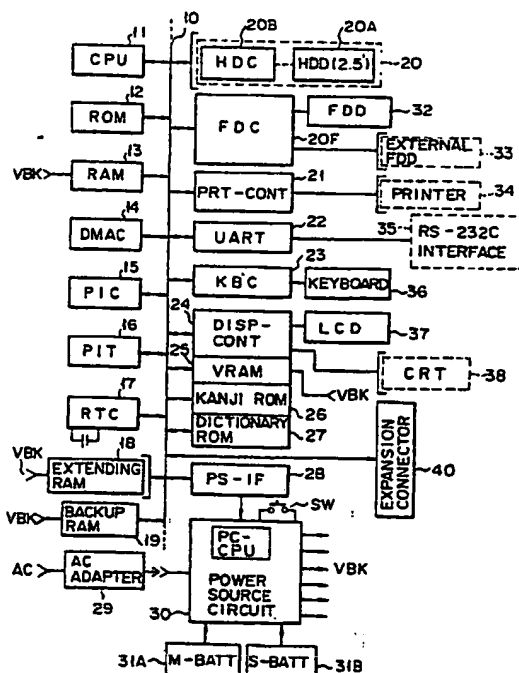 10
11
CPU
12
ROM
13
VBK
RAM
14
DMAC
15
PIC
16
PIT
17
RTC
18
VBK
EXTENDING
RAM
VBK
BACKUP
RAM
19
AC
AC
ADAPTER
29
20B
20A
HDC
HDD(2.5')
20
FDC
20F
FDD
32
EXTERNAL
FDD
33
21
PRT-CONT
PRINTER
34
22
UART
35
RS-232C
INTERFACE
23
KBC
KEYBOARD
36
24
DISP-
CONT
LCD
37
25
VRAM
VBK
CRT
38
KANJI ROM
26
DICTIONARY
ROM
27
EXPANSION
CONNECTOR
40
PS-IF
28
SW
PC-
CPU
POWER
SOURCE
CIRCUIT
30
VBK
31A
M-BATT
S-BATT
31B